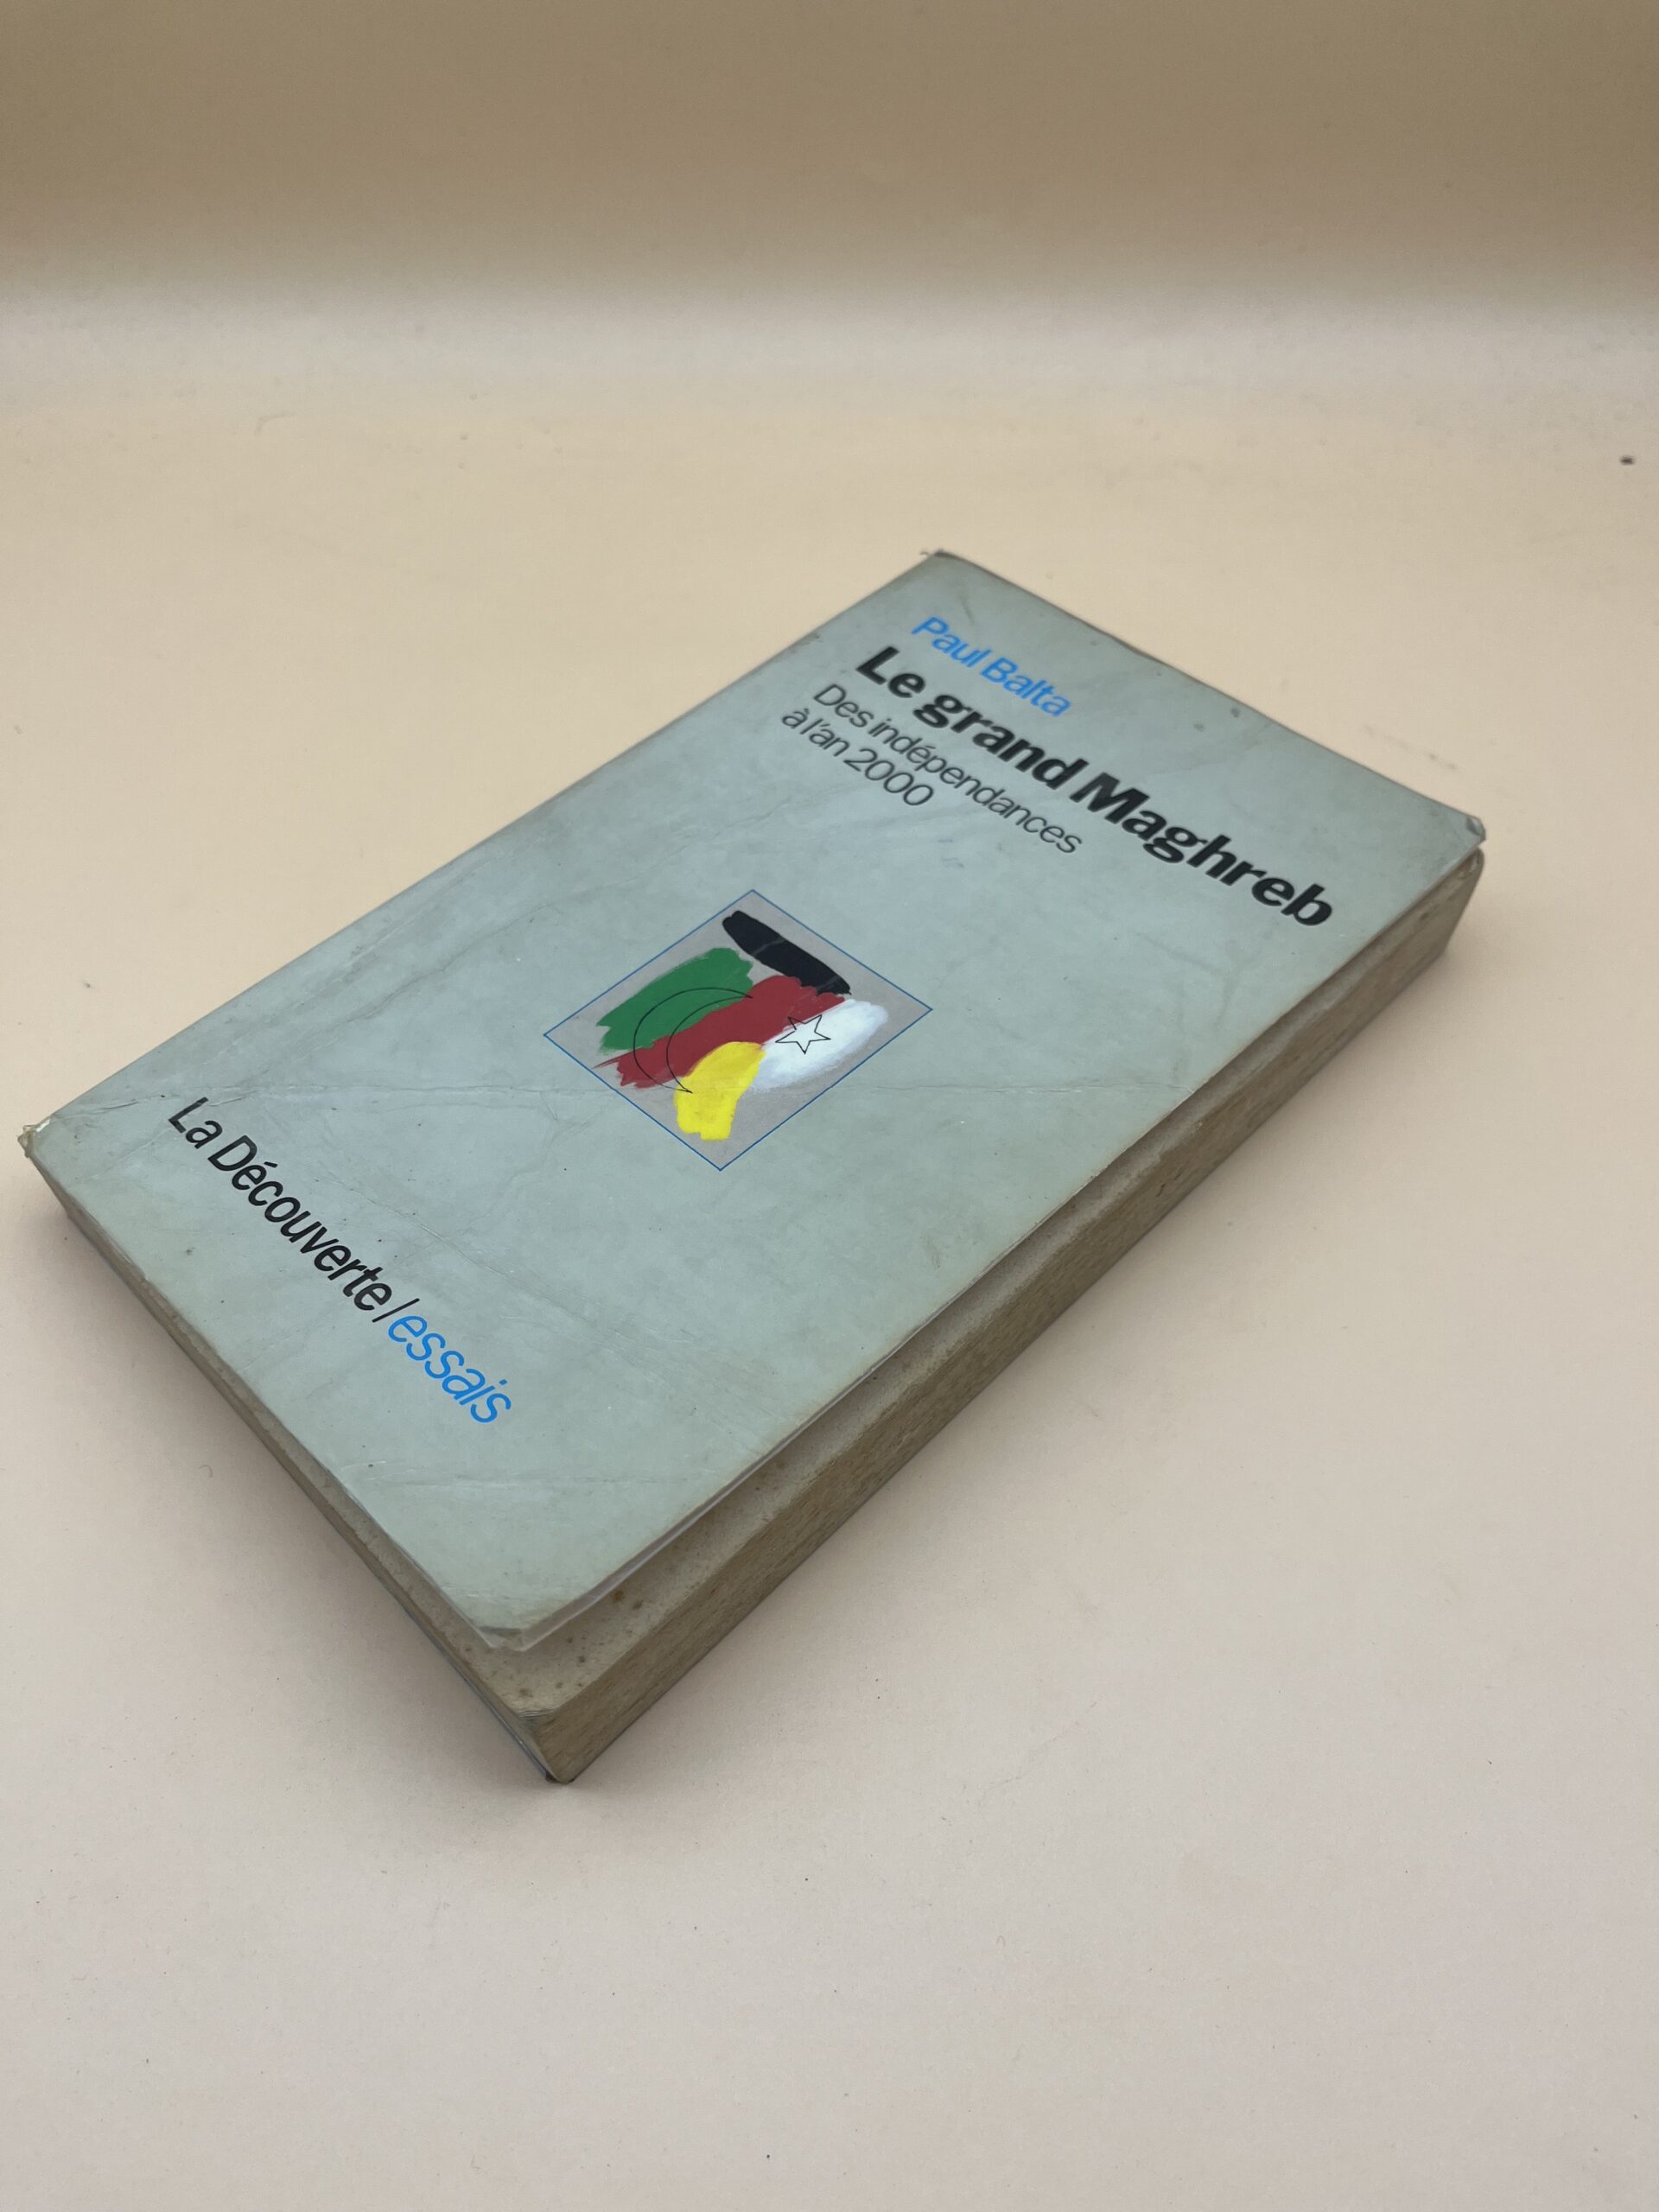 Paul Balta
Le grand Maghreb
Des indépendances
à l'an 2000
La Découverte/essais